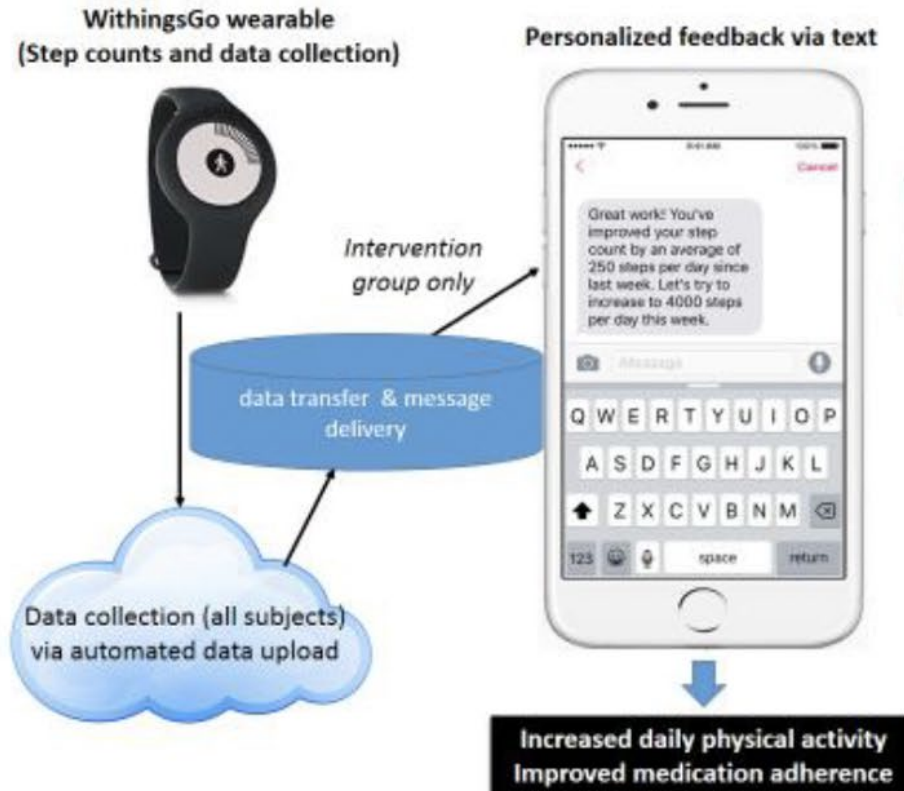 WithingsGo wearable
(Step counts and data collection)
Personalized feedback via text
Cancel
Great work! You've
improved your step
count by an average of
250 steps per day since
last week. Let's try to
increase to 4000 steps
per day this week.
Intervention
group only
data transfer & message
delivery
iMessage
Q W E R T Y U I O P
A S D F G H J K L
Z X C V B N M
123 space return
Data collection (all subjects)
via automated data upload
Increased daily physical activity
Improved medication adherence